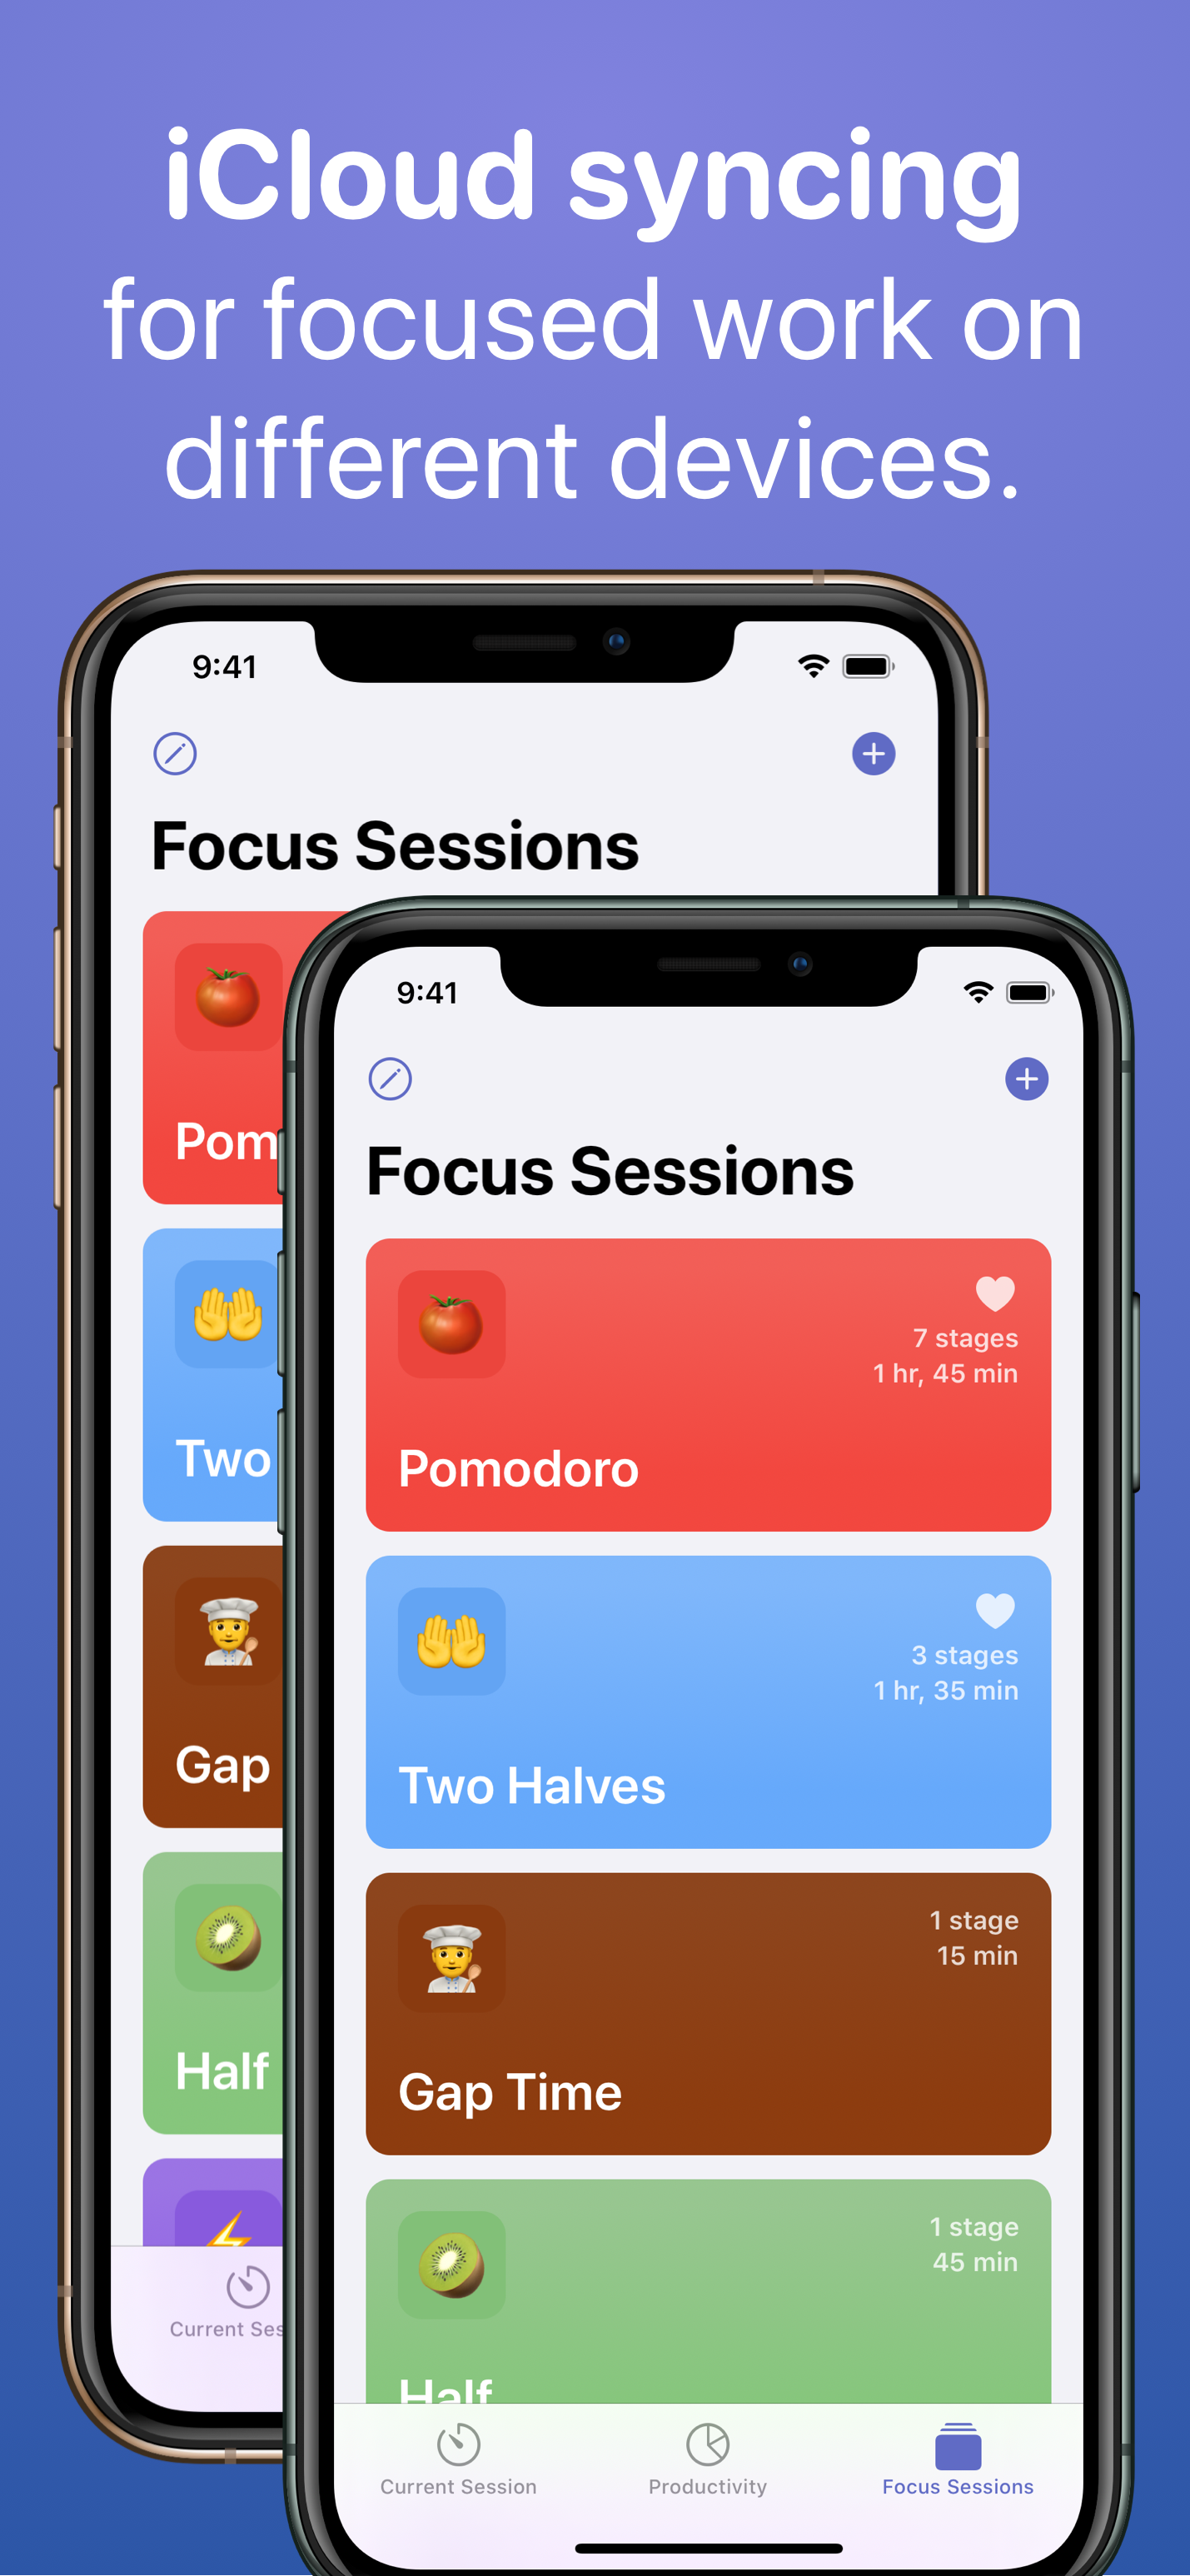 iCloud syncing
for focused work on
different devices.
9:41
Focus Sessions
Pom
Two
Gap
Half
Current Ses
9:41
Focus Sessions
7 stages
1 hr, 45 min
Pomodoro
3 stages
1 hr, 35 min
Two Halves
1 stage
15 min
Gap Time
1 stage
45 min
Half
Current Session
Productivity
Focus Sessions